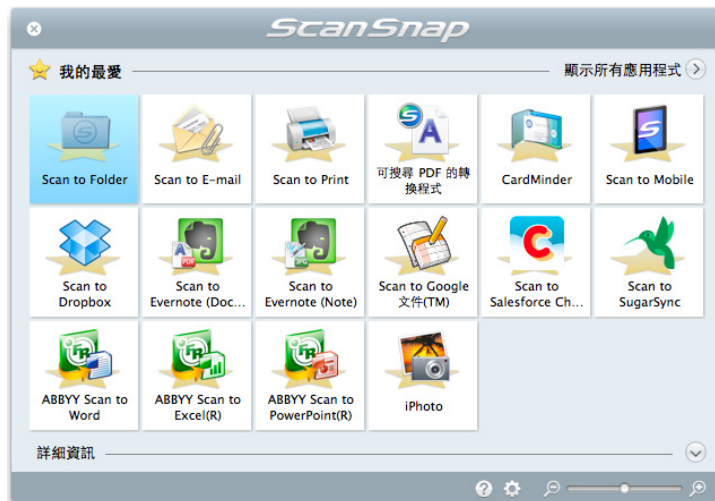 ScanSnap
我的最愛
顯示所有應用程式
Scan to Folder
Scan to E-mail
Scan to Print
可搜尋 PDF 的轉
換程式
CardMinder
Scan to Mobile
Scan to
Dropbox
Scan to
Evernote (Doc...
Scan to
Evernote (Note)
Scan to Google
文件(TM)
Scan to
Salesforce Ch...
Scan to
SugarSync
ABBYY Scan to
Word
ABBYY Scan to
Excel(R)
ABBYY Scan to
PowerPoint(R)
iPhoto
詳細資訊